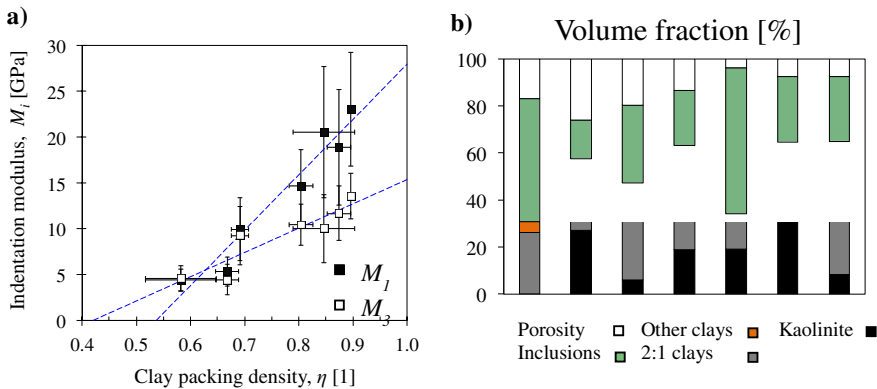 a)
Indentation modulus, M_i [GPa]
30
25
20
15
10
5
0
0.4 0.5 0.6 0.7 0.8 0.9 1.0
Clay packing density, η [1]
M_1
M_3
b)
Volume fraction [%]
100
80
60
40
20
0
Porosity Other clays Kaolinite
Inclusions 2:1 clays